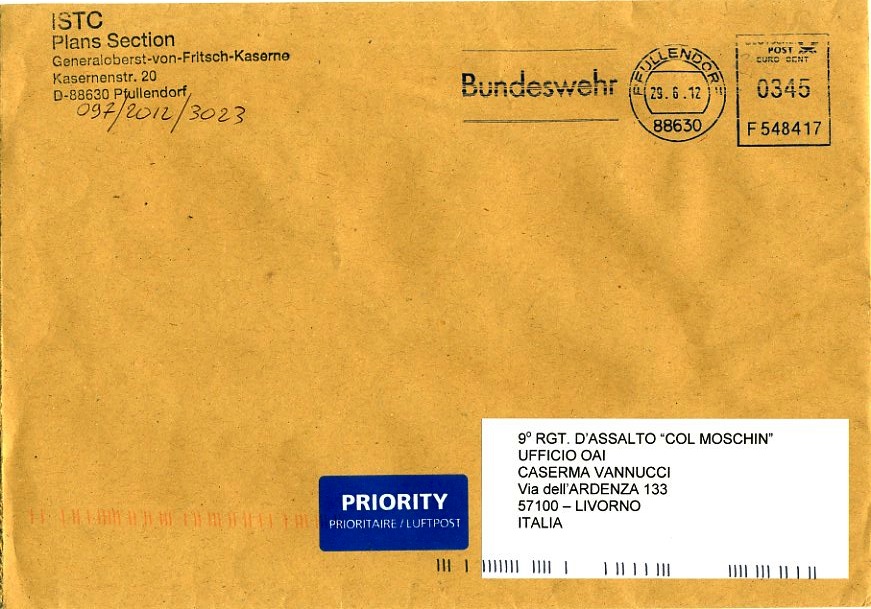 ISTC
Plans Section
Generaloberst-von-Fritsch-Kaserne
Kasernenstr. 20
D-88630 Pfullendorf
097/2012/3023
Bundeswehr
PFULLENDORF
29.6.12
88630
POST
EURO CENT
0345
F 548417
PRIORITY
PRIORITAIRE / LUFTPOST
9° RGT. D'ASSALTO “COL MOSCHIN”
UFFICIO OAI
CASERMA VANNUCCI
Via dell'ARDENZA 133
57100 – LIVORNO
ITALIA